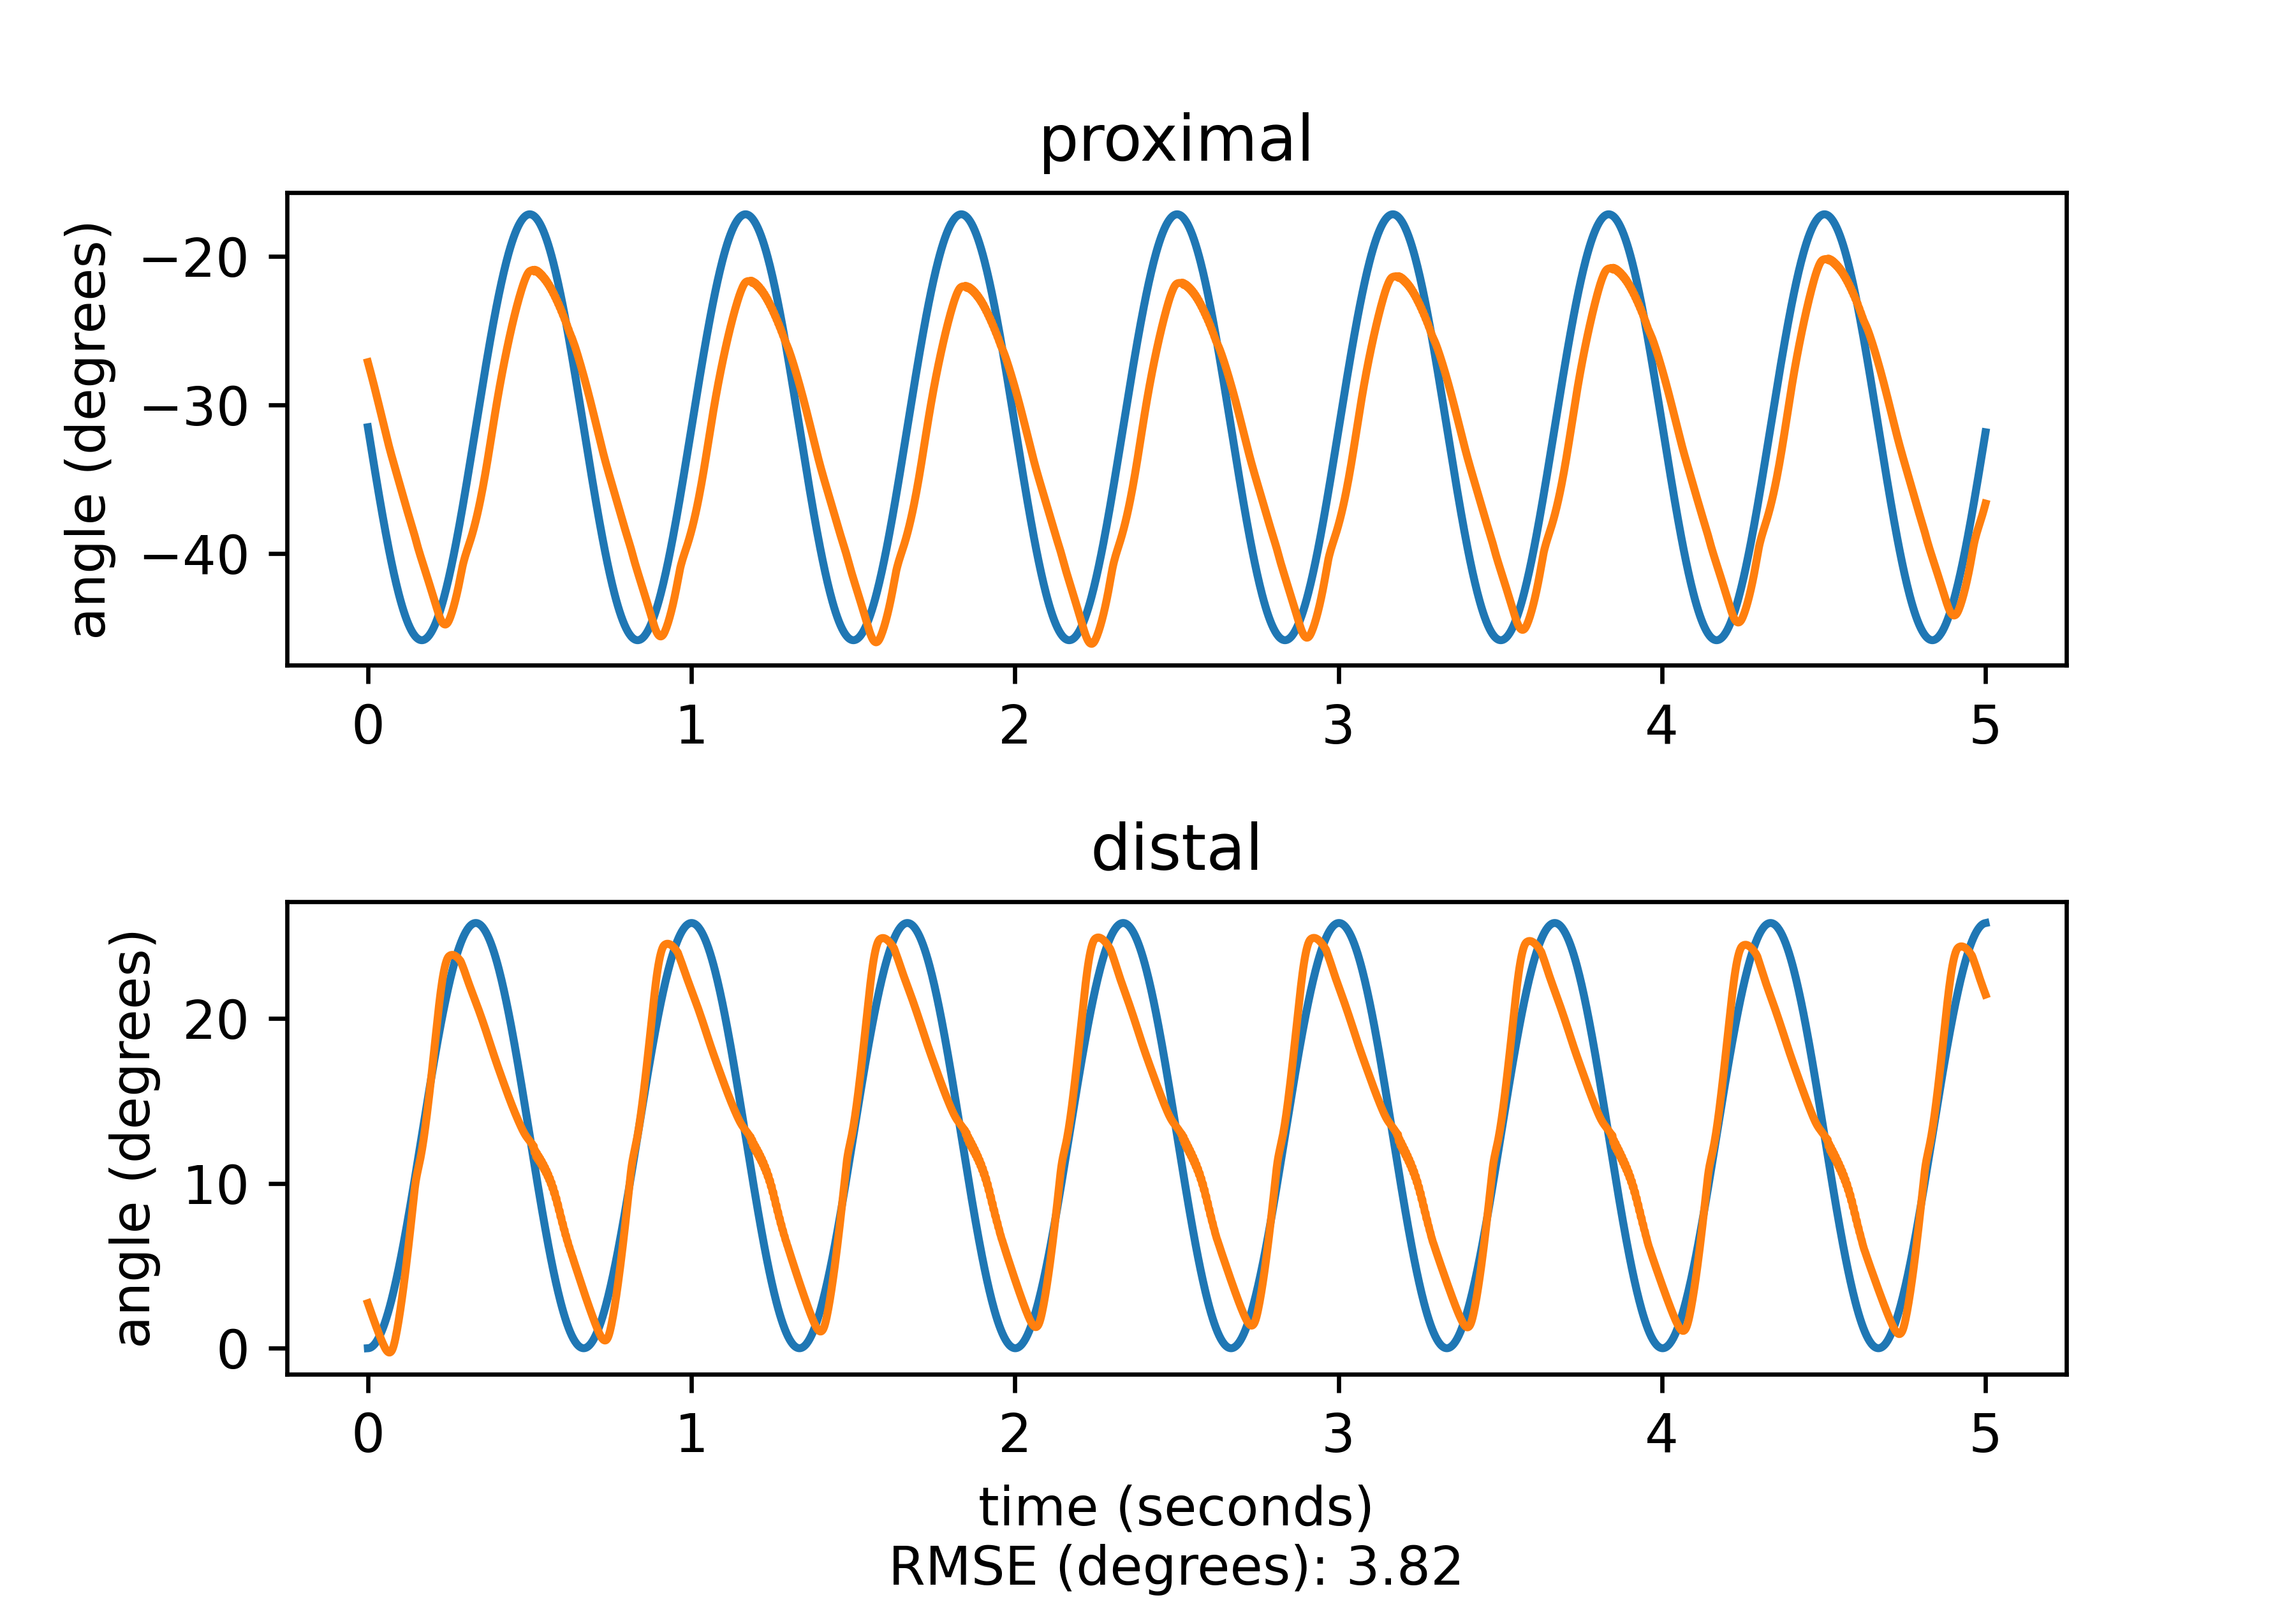 proximal
angle (degrees)
−20
−30
−40
0 1 2 3 4 5
distal
angle (degrees)
20
10
0
0 1 2 3 4 5
time (seconds)
RMSE (degrees): 3.82